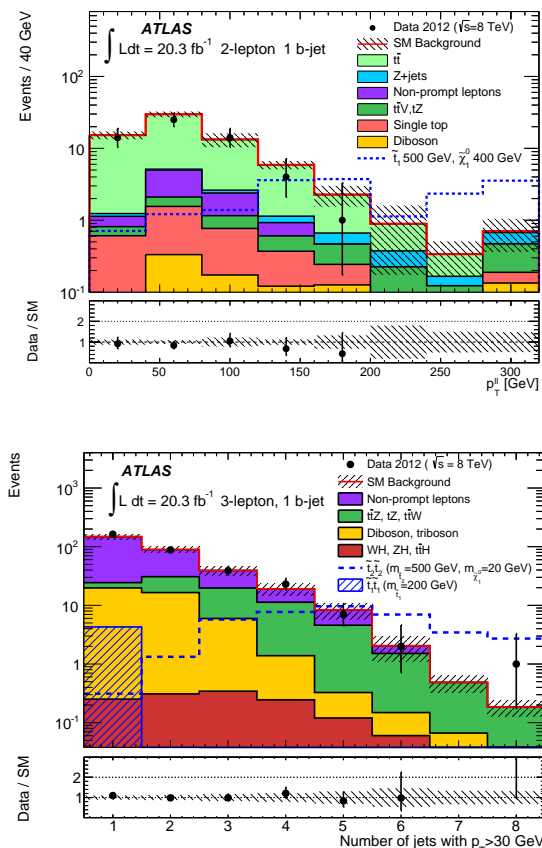 ATLAS
∫ Ldt = 20.3 fb⁻¹ 2-lepton 1 b-jet
Data 2012 (√s=8 TeV)
SM Background
tt̄
Z+jets
Non-prompt leptons
tt̄V,tZ
Single top
Diboson
t̃₁ 500 GeV, χ̃₁⁰ 400 GeV
Events / 40 GeV
10²
10
1
10⁻¹
Data / SM
2
1
0 50 100 150 200 250 300
p_T^ll [GeV]
ATLAS
∫ L dt = 20.3 fb⁻¹ 3-lepton, 1 b-jet
Data 2012 (√s = 8 TeV)
SM Background
Non-prompt leptons
tt̄Z, tZ, tt̄W
Diboson, triboson
WH, ZH, tt̄H
t̃₂t̃₂ (m_t̃₂=500 GeV, m_χ̃₁⁰=20 GeV)
t̃₁t̃₁ (m_t̃₁=200 GeV)
Events
10³
10²
10
1
10⁻¹
Data / SM
2
1
0
1 2 3 4 5 6 7 8
Number of jets with p_T>30 GeV